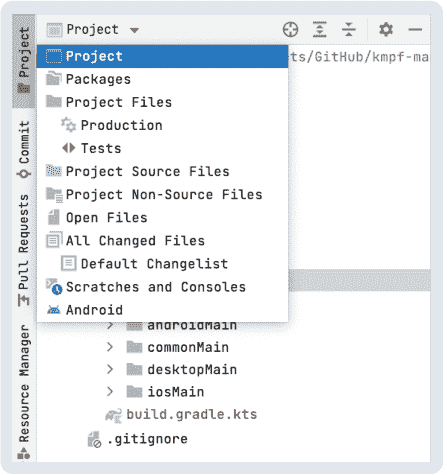 Project
Project
ts/GitHub/kmpf-ma
Packages
Project Files
Production
Tests
Project Source Files
Project Non-Source Files
Open Files
All Changed Files
Default Changelist
Scratches and Consoles
Android
androidMain
commonMain
desktopMain
iosMain
build.gradle.kts
.gitignore
Project
Commit
Pull Requests
Resource Manager